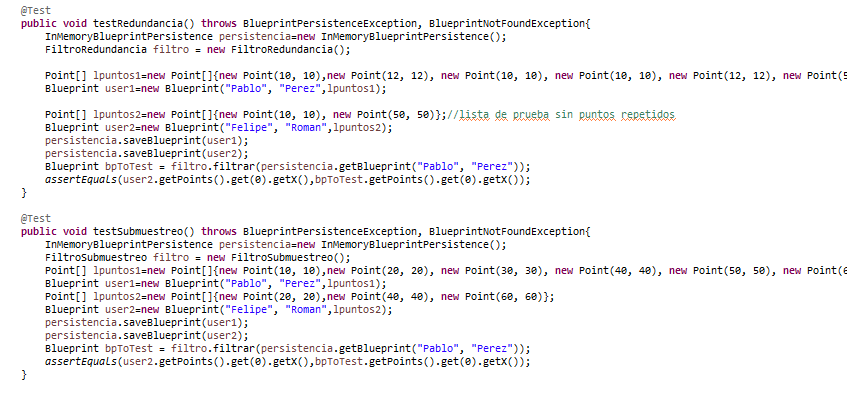 @Test
public void testRedundancia() throws BlueprintPersistenceException, BlueprintNotFoundException{
InMemoryBlueprintPersistence persistencia=new InMemoryBlueprintPersistence();
FiltroRedundancia filtro = new FiltroRedundancia();
Point[] lpuntos1=new Point[]{new Point(10, 10),new Point(12, 12), new Point(10, 10), new Point(10, 10), new Point(12, 12), new Point(5
Blueprint user1=new Blueprint("Pablo", "Perez",lpuntos1);
Point[] lpuntos2=new Point[]{new Point(10, 10), new Point(50, 50)};//lista de prueba sin puntos repetidos
Blueprint user2=new Blueprint("Felipe", "Roman",lpuntos2);
persistencia.saveBlueprint(user1);
persistencia.saveBlueprint(user2);
Blueprint bpToTest = filtro.filtrar(persistencia.getBlueprint("Pablo", "Perez"));
assertEquals(user2.getPoints().get(0).getX(),bpToTest.getPoints().get(0).getX());
}
@Test
public void testSubmuestreo() throws BlueprintPersistenceException, BlueprintNotFoundException{
InMemoryBlueprintPersistence persistencia=new InMemoryBlueprintPersistence();
FiltroSubmuestreo filtro = new FiltroSubmuestreo();
Point[] lpuntos1=new Point[]{new Point(10, 10),new Point(20, 20), new Point(30, 30), new Point(40, 40), new Point(50, 50), new Point(6
Blueprint user1=new Blueprint("Pablo", "Perez",lpuntos1);
Point[] lpuntos2=new Point[]{new Point(20, 20),new Point(40, 40), new Point(60, 60)};
Blueprint user2=new Blueprint("Felipe", "Roman",lpuntos2);
persistencia.saveBlueprint(user1);
persistencia.saveBlueprint(user2);
Blueprint bpToTest = filtro.filtrar(persistencia.getBlueprint("Pablo", "Perez"));
assertEquals(user2.getPoints().get(0).getX(),bpToTest.getPoints().get(0).getX());
}